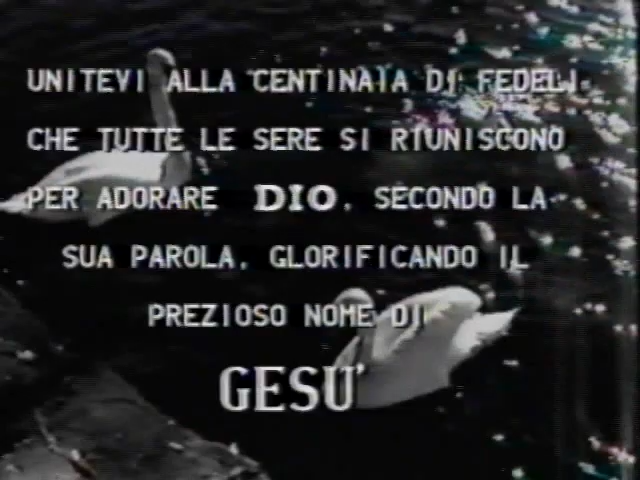 UNITEVI ALLA CENTINAIA DI FEDELI
CHE TUTTE LE SERE SI RIUNISCONO
PER ADORARE DIO, SECONDO LA
SUA PAROLA, GLORIFICANDO IL
PREZIOSO NOME DI
GESU'